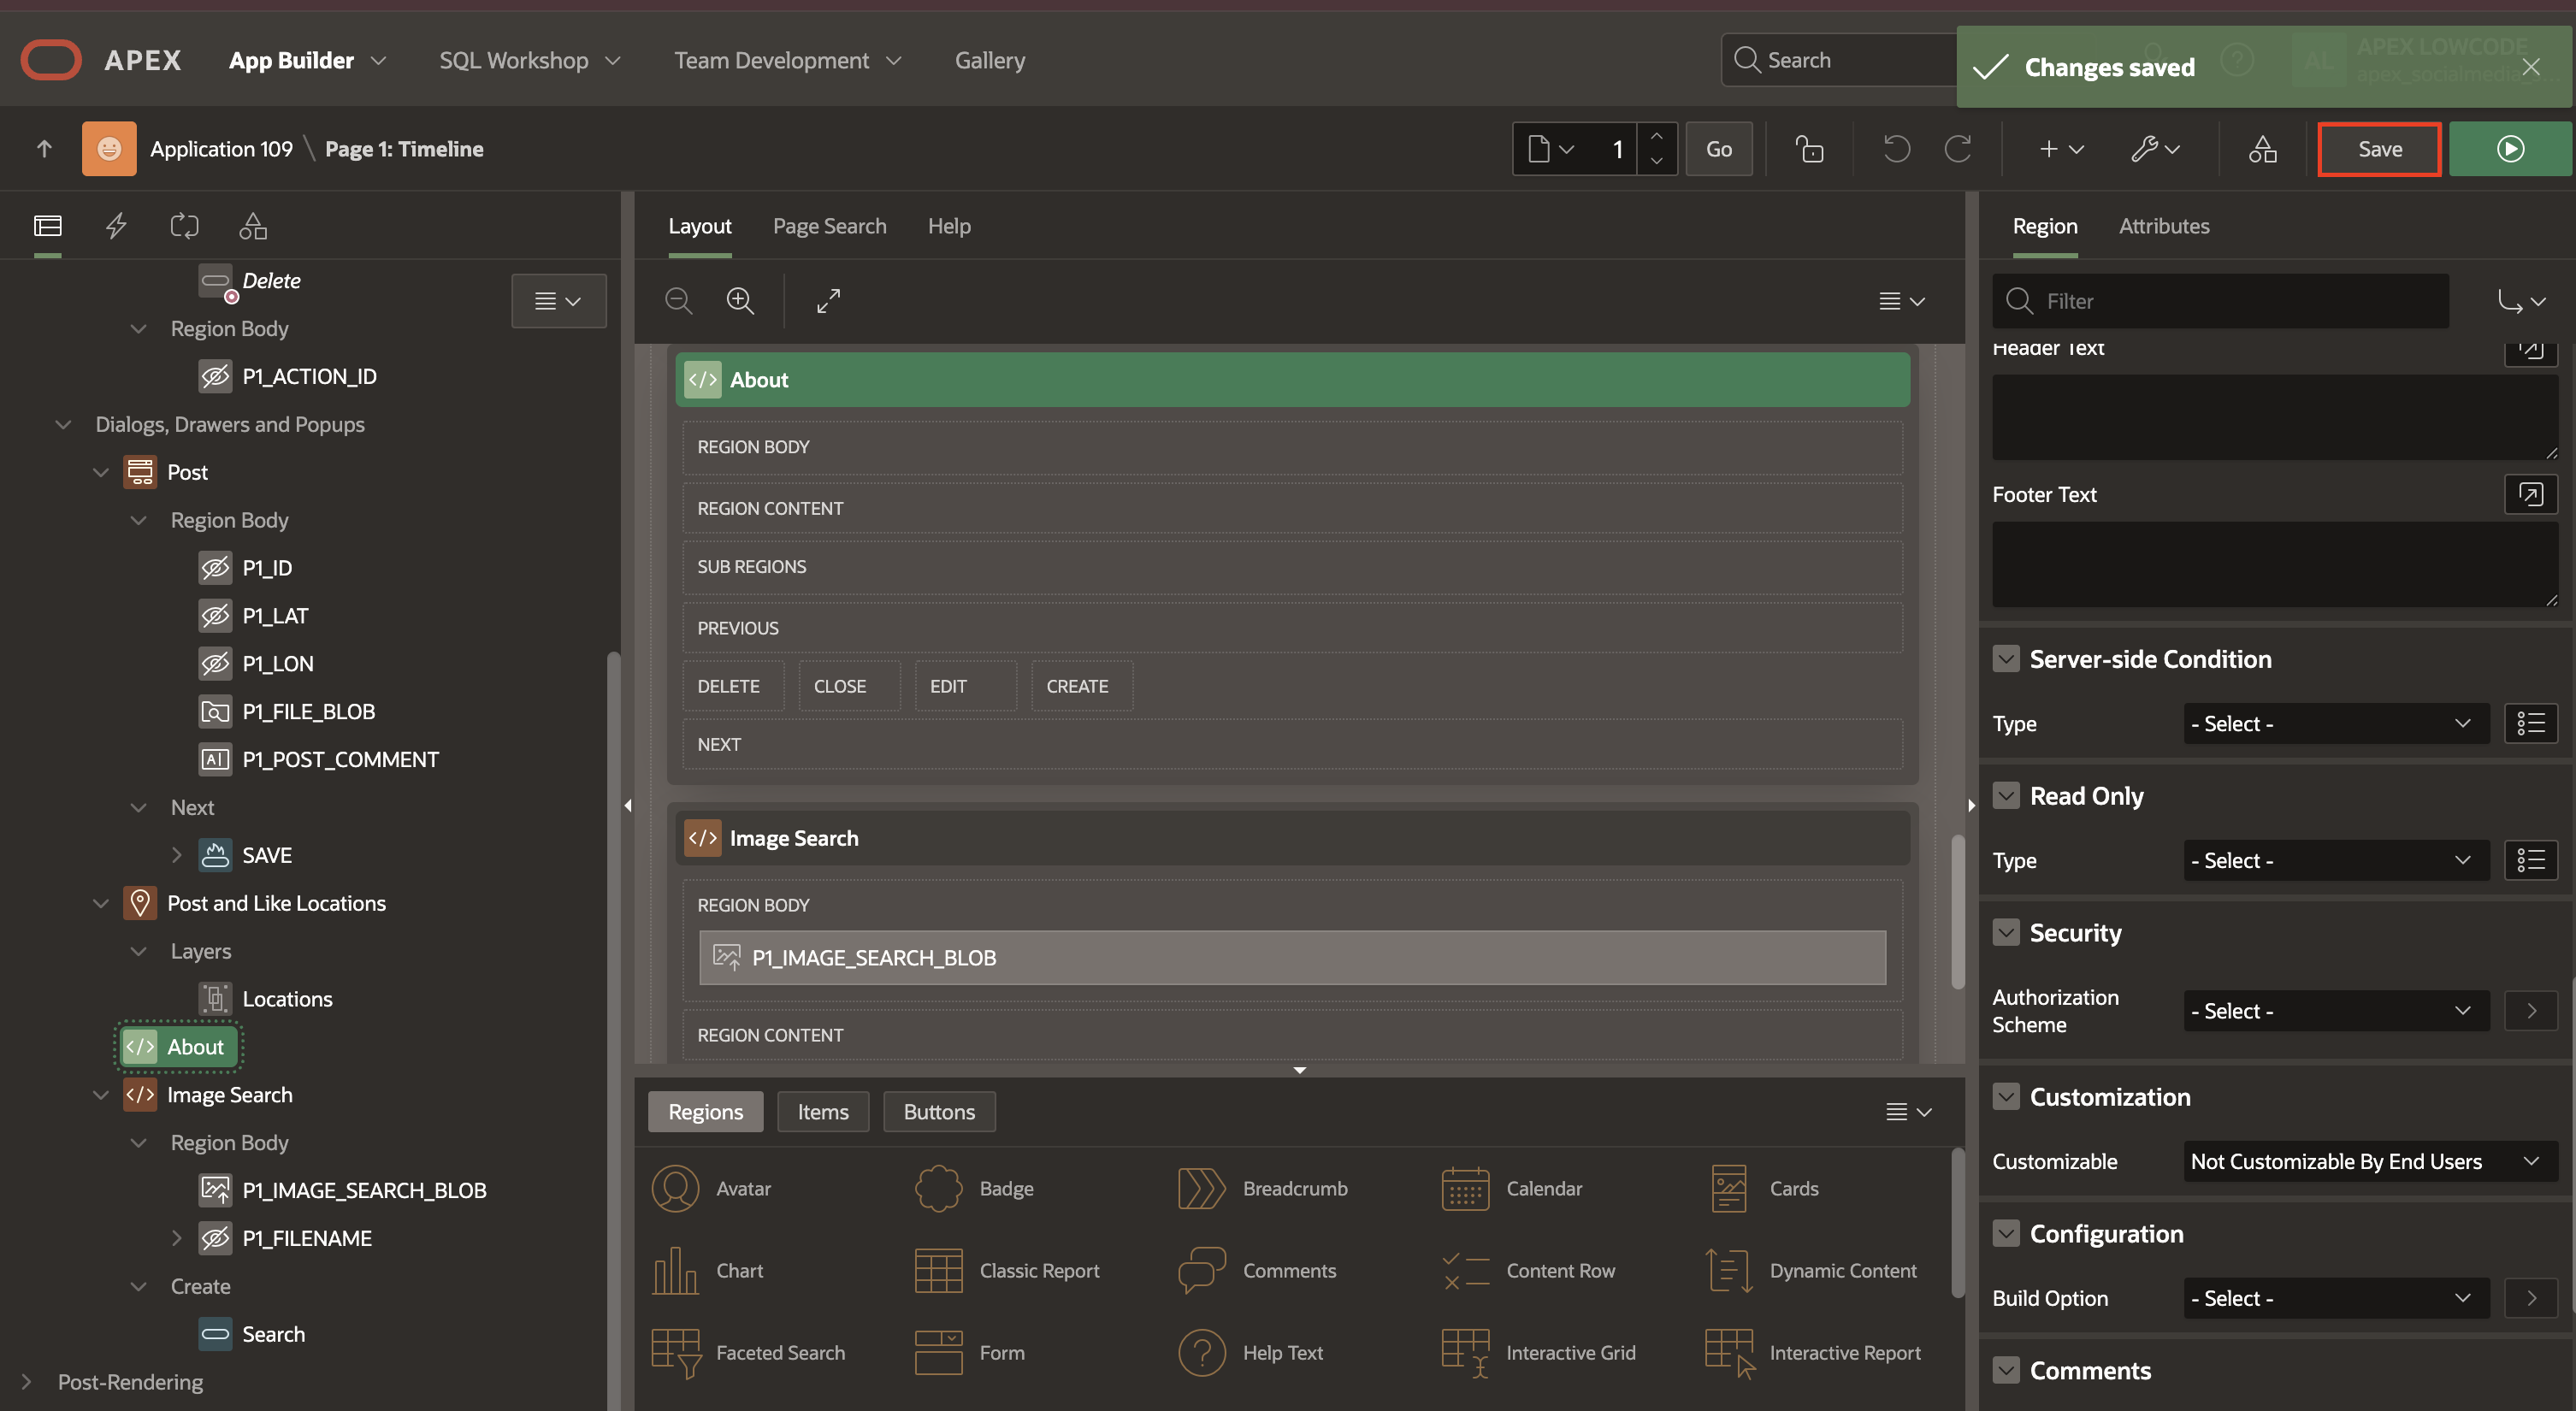 APEX
App Builder
SQL Workshop
Team Development
Gallery
Search
Changes saved
AL
APEX LOWCODE
Application 109 \ Page 1: Timeline
1
Go
Save
Layout
Page Search
Help
Region
Attributes
Delete
Region Body
P1_ACTION_ID
Dialogs, Drawers and Popups
Post
Region Body
P1_ID
P1_LAT
P1_LON
P1_FILE_BLOB
P1_POST_COMMENT
Next
SAVE
Post and Like Locations
Layers
Locations
About
Image Search
Region Body
P1_IMAGE_SEARCH_BLOB
P1_FILENAME
Create
Search
Post-Rendering
About
REGION BODY
REGION CONTENT
SUB REGIONS
PREVIOUS
DELETE
CLOSE
EDIT
CREATE
NEXT
Image Search
REGION BODY
P1_IMAGE_SEARCH_BLOB
REGION CONTENT
Regions
Items
Buttons
Avatar
Badge
Breadcrumb
Calendar
Cards
Chart
Classic Report
Comments
Content Row
Dynamic Content
Faceted Search
Form
Help Text
Interactive Grid
Interactive Report
Filter
Header Text
Footer Text
Server-side Condition
Type
- Select -
Read Only
Type
- Select -
Security
Authorization
Scheme
- Select -
Customization
Customizable
Not Customizable By End Users
Configuration
Build Option
- Select -
Comments